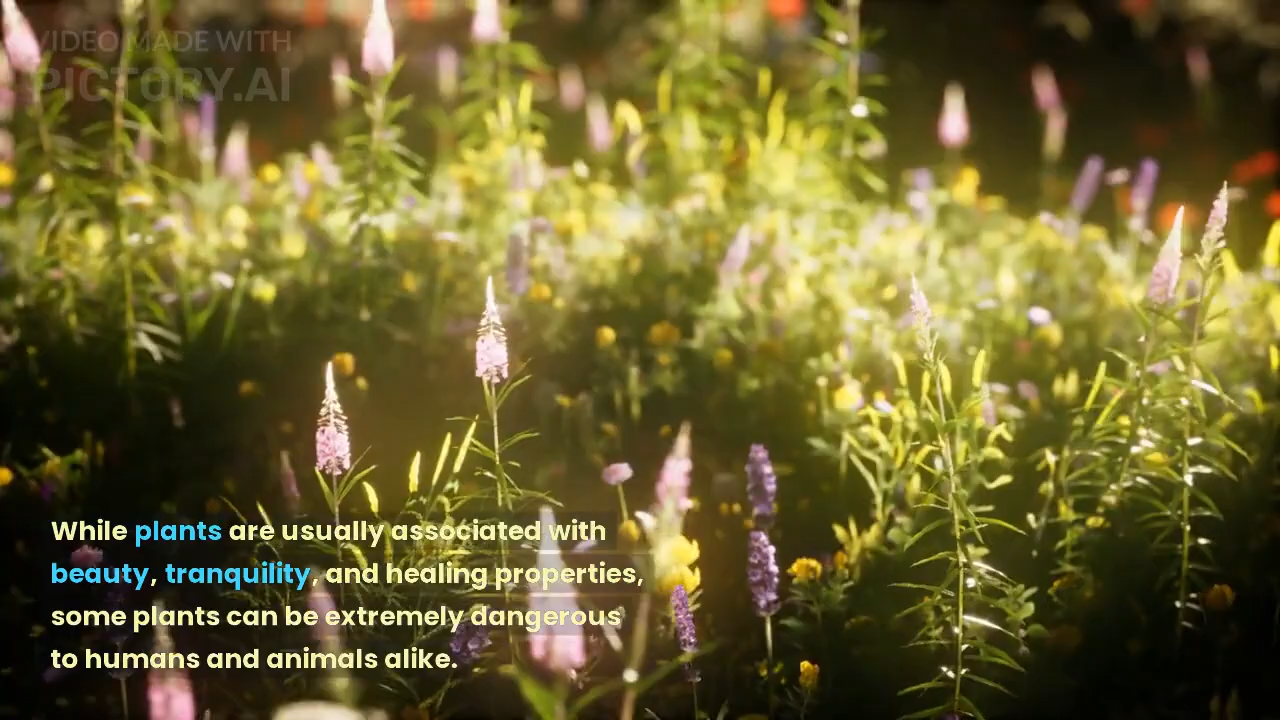 VIDEO MADE WITH
PICTORY.AI
While plants are usually associated with
beauty, tranquility, and healing properties,
some plants can be extremely dangerous
to humans and animals alike.